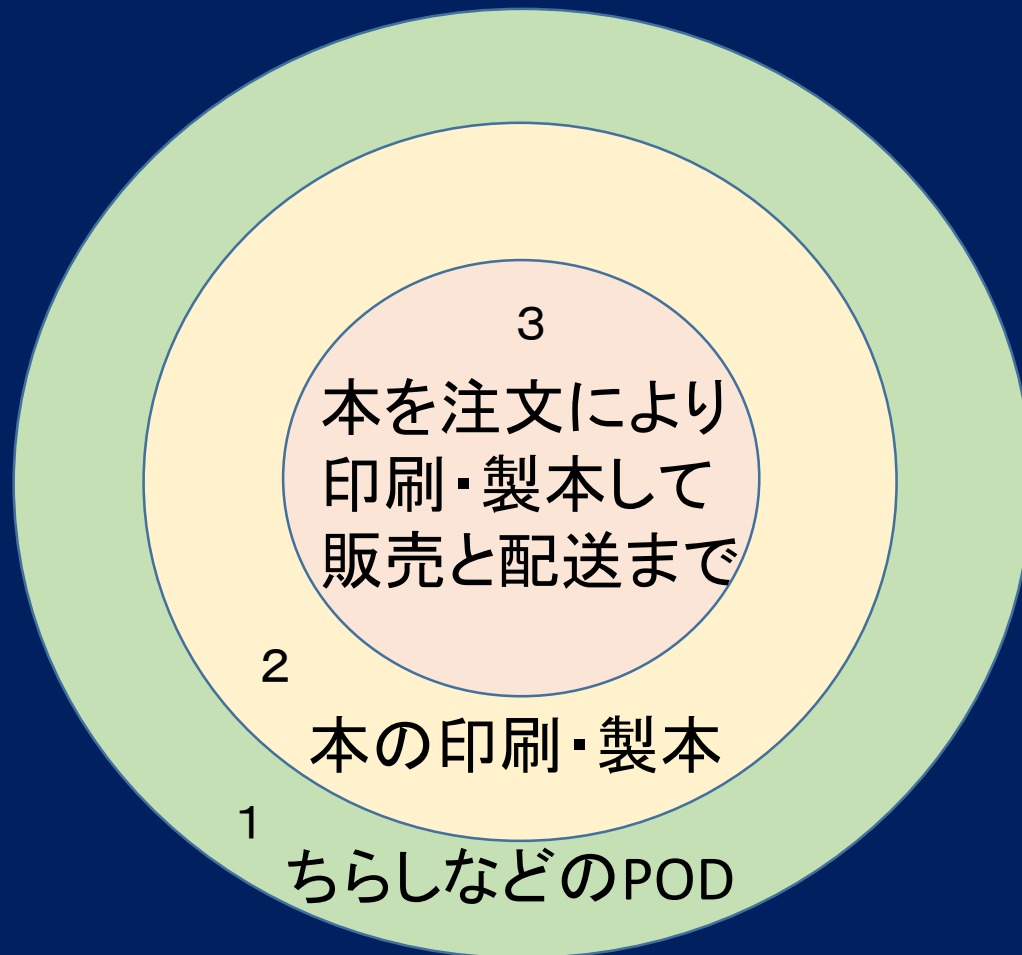 ３
本を注文により
印刷・製本して
販売と配送まで
２
本の印刷・製本
１
ちらしなどのPOD